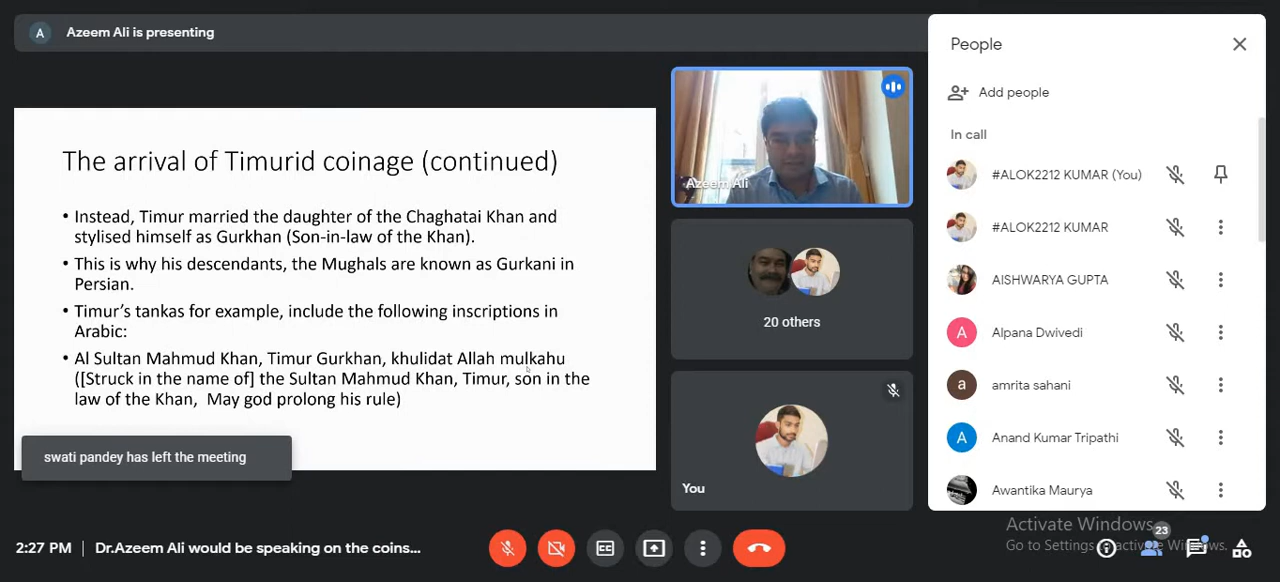 A Azeem Ali is presenting
The arrival of Timurid coinage (continued)
• Instead, Timur married the daughter of the Chaghatai Khan and
stylised himself as Gurkhan (Son-in-law of the Khan).
• This is why his descendants, the Mughals are known as Gurkani in
Persian.
• Timur’s tankas for example, include the following inscriptions in
Arabic:
• Al Sultan Mahmud Khan, Timur Gurkhan, khulidat Allah mulkahu
([Struck in the name of] the Sultan Mahmud Khan, Timur, son in the
law of the Khan, May god prolong his rule)
swati pandey has left the meeting
Azeem Ali
20 others
You
People
Add people
In call
#ALOK2212 KUMAR (You)
#ALOK2212 KUMAR
AISHWARYA GUPTA
A Alpana Dwivedi
a amrita sahani
A Anand Kumar Tripathi
Awantika Maurya
Activate Windows
Go to Settings to activate Windows.
2:27 PM | Dr.Azeem Ali would be speaking on the coins...
CC
23